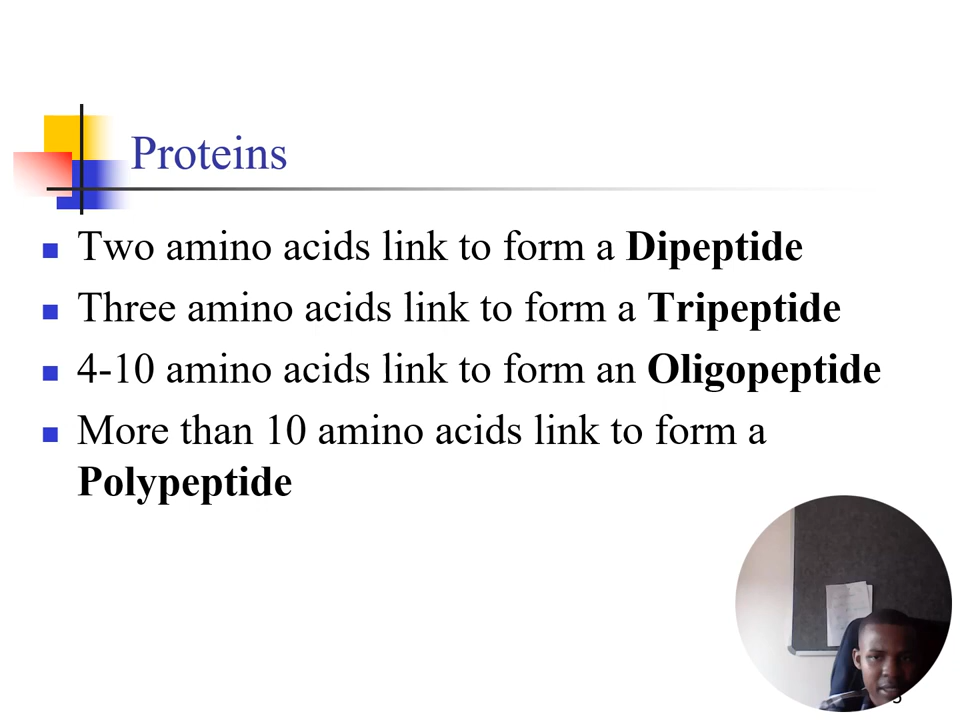 Proteins
Two amino acids link to form a Dipeptide
Three amino acids link to form a Tripeptide
4-10 amino acids link to form an Oligopeptide
More than 10 amino acids link to form a
Polypeptide